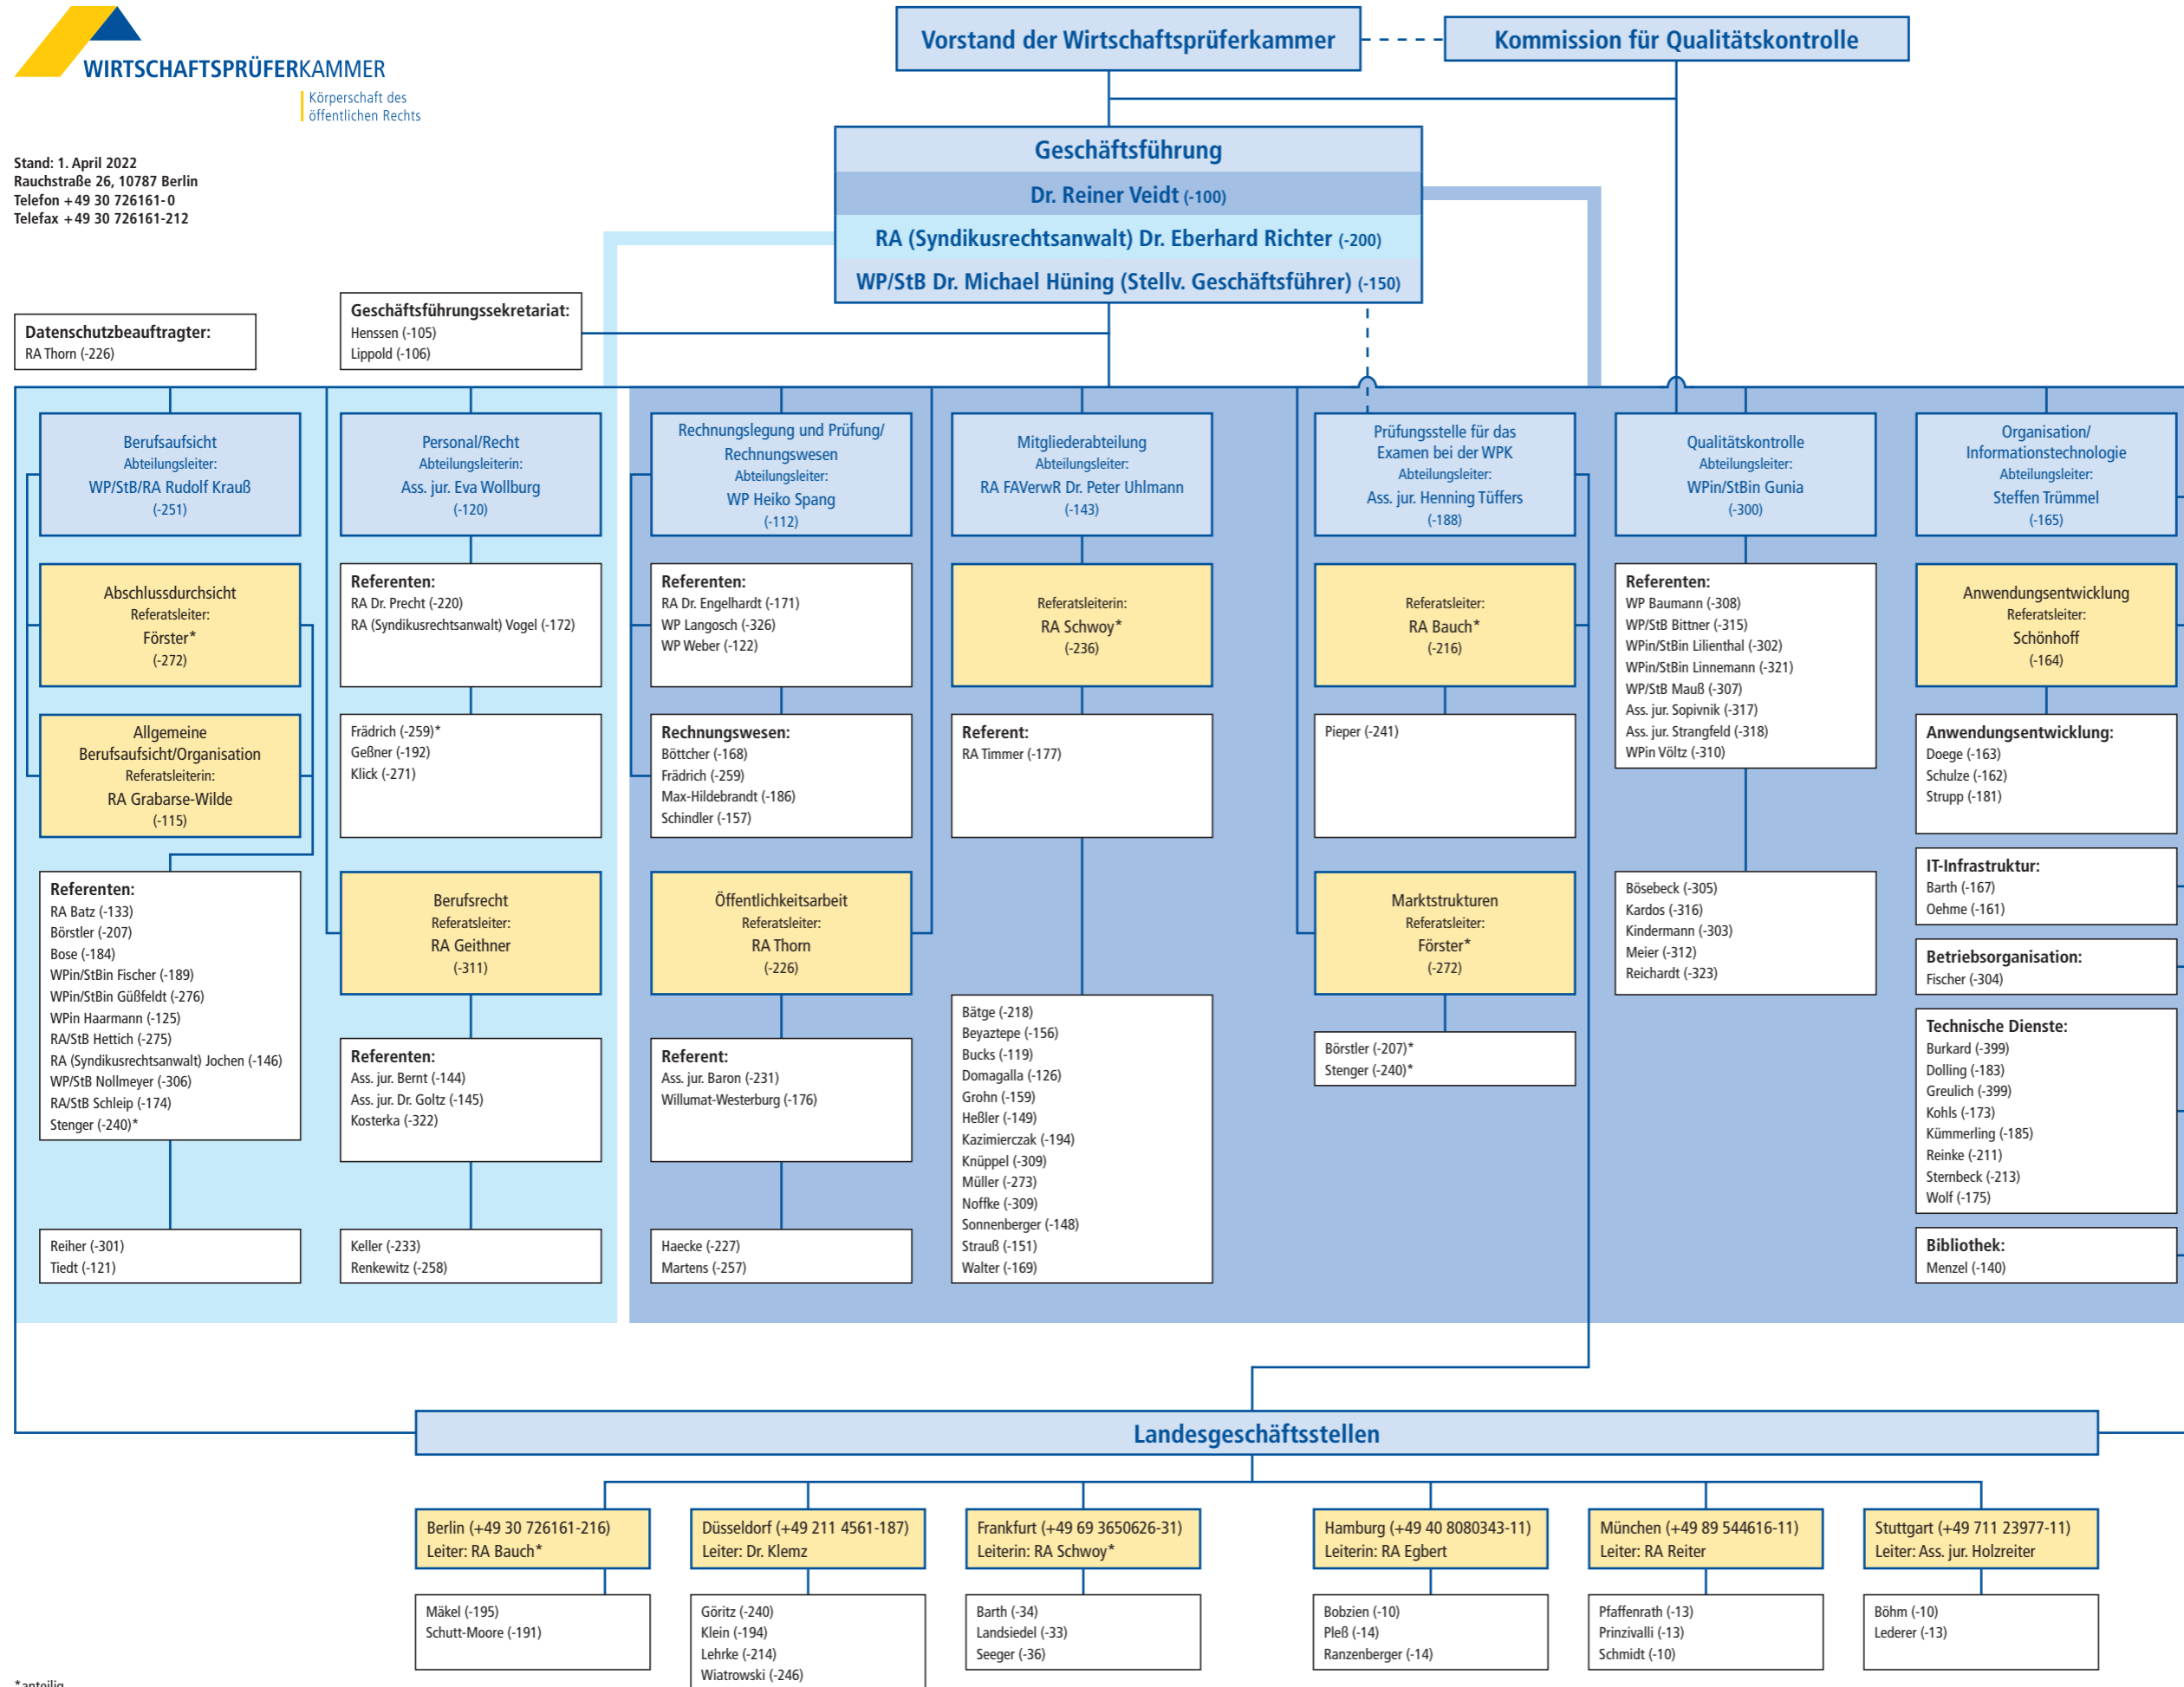 WIRTSCHAFTSPRÜFERKAMMER
Körperschaft des
öffentlichen Rechts
Stand: 1. April 2022
Rauchstraße 26, 10787 Berlin
Telefon +49 30 726161-0
Telefax +49 30 726161-212
Vorstand der Wirtschaftsprüferkammer
Kommission für Qualitätskontrolle
Geschäftsführung
Dr. Reiner Veidt (-100)
RA (Syndikusrechtsanwalt) Dr. Eberhard Richter (-200)
WP/StB Dr. Michael Hüning (Stellv. Geschäftsführer) (-150)
Datenschutzbeauftragter:
RA Thorn (-226)
Geschäftsführungssekretariat:
Henssen (-105)
Lippold (-106)
Berufsaufsicht
Abteilungsleiter:
WP/StB/RA Rudolf Krauß
(-251)
Abschlussdurchsicht
Referatsleiter:
Förster*
(-272)
Allgemeine
Berufsaufsicht/Organisation
Referatsleiterin:
RA Grabarse-Wilde
(-115)
Referenten:
RA Batz (-133)
Börstler (-207)
Bose (-184)
WPin/StBin Fischer (-189)
WPin/StBin Güßfeldt (-276)
WPin Haarmann (-125)
RA/StB Hettich (-275)
RA (Syndikusrechtsanwalt) Jochen (-146)
WP/StB Nollmeyer (-306)
RA/StB Schleip (-174)
Stenger (-240)*
Reiher (-301)
Tiedt (-121)
Personal/Recht
Abteilungsleiterin:
Ass. jur. Eva Wollburg
(-120)
Referenten:
RA Dr. Precht (-220)
RA (Syndikusrechtsanwalt) Vogel (-172)
Frädrich (-259)*
Geßner (-192)
Klick (-271)
Berufsrecht
Referatsleiter:
RA Geithner
(-311)
Referenten:
Ass. jur. Bernt (-144)
Ass. jur. Dr. Goltz (-145)
Kosterka (-322)
Keller (-233)
Renkewitz (-258)
Rechnungslegung und Prüfung/
Rechnungswesen
Abteilungsleiter:
WP Heiko Spang
(-112)
Referenten:
RA Dr. Engelhardt (-171)
WP Langosch (-326)
WP Weber (-122)
Rechnungswesen:
Böttcher (-168)
Frädrich (-259)
Max-Hildebrandt (-186)
Schindler (-157)
Öffentlichkeitsarbeit
Referatsleiter:
RA Thorn
(-226)
Referent:
Ass. jur. Baron (-231)
Willumat-Westerburg (-176)
Haecke (-227)
Martens (-257)
Mitgliederabteilung
Abteilungsleiter:
RA FAVerwR Dr. Peter Uhlmann
(-143)
Referatsleiterin:
RA Schwoy*
(-236)
Referent:
RA Timmer (-177)
Bätge (-218)
Beyaztepe (-156)
Bucks (-119)
Domagalla (-126)
Grohn (-159)
Heßler (-149)
Kazimierczak (-194)
Knüppel (-309)
Müller (-273)
Noffke (-309)
Sonnenberger (-148)
Strauß (-151)
Walter (-169)
Prüfungsstelle für das
Examen bei der WPK
Abteilungsleiter:
Ass. jur. Henning Tüffers
(-188)
Referatsleiter:
RA Bauch*
(-216)
Pieper (-241)
Marktstrukturen
Referatsleiter:
Förster*
(-272)
Börstler (-207)*
Stenger (-240)*
Qualitätskontrolle
Abteilungsleiter:
WPin/StBin Gunia
(-300)
Referenten:
WP Baumann (-308)
WP/StB Bittner (-315)
WPin/StBin Lilienthal (-302)
WPin/StBin Linnemann (-321)
WP/StB Mauß (-307)
Ass. jur. Sopivnik (-317)
Ass. jur. Strangfeld (-318)
WPin Völtz (-310)
Bösebeck (-305)
Kardos (-316)
Kindermann (-303)
Meier (-312)
Reichardt (-323)
Organisation/
Informationstechnologie
Abteilungsleiter:
Steffen Trümmel
(-165)
Anwendungsentwicklung
Referatsleiter:
Schönhoff
(-164)
Anwendungsentwicklung:
Doege (-163)
Schulze (-162)
Strupp (-181)
IT-Infrastruktur:
Barth (-167)
Oehme (-161)
Betriebsorganisation:
Fischer (-304)
Technische Dienste:
Burkard (-399)
Dolling (-183)
Greulich (-399)
Kohls (-173)
Kümmerling (-185)
Reinke (-211)
Sternbeck (-213)
Wolf (-175)
Bibliothek:
Menzel (-140)
Landesgeschäftsstellen
Berlin (+49 30 726161-216)
Leiter: RA Bauch*
Mäkel (-195)
Schutt-Moore (-191)
Düsseldorf (+49 211 4561-187)
Leiter: Dr. Klemz
Göritz (-240)
Klein (-194)
Lehrke (-214)
Wiatrowski (-246)
Frankfurt (+49 69 3650626-31)
Leiterin: RA Schwoy*
Barth (-34)
Landsiedel (-33)
Seeger (-36)
Hamburg (+49 40 8080343-11)
Leiterin: RA Egbert
Bobzien (-10)
Pleß (-14)
Ranzenberger (-14)
München (+49 89 544616-11)
Leiter: RA Reiter
Pfaffenrath (-13)
Prinzivalli (-13)
Schmidt (-10)
Stuttgart (+49 711 23977-11)
Leiter: Ass. jur. Holzreiter
Böhm (-10)
Lederer (-13)
*anteilig